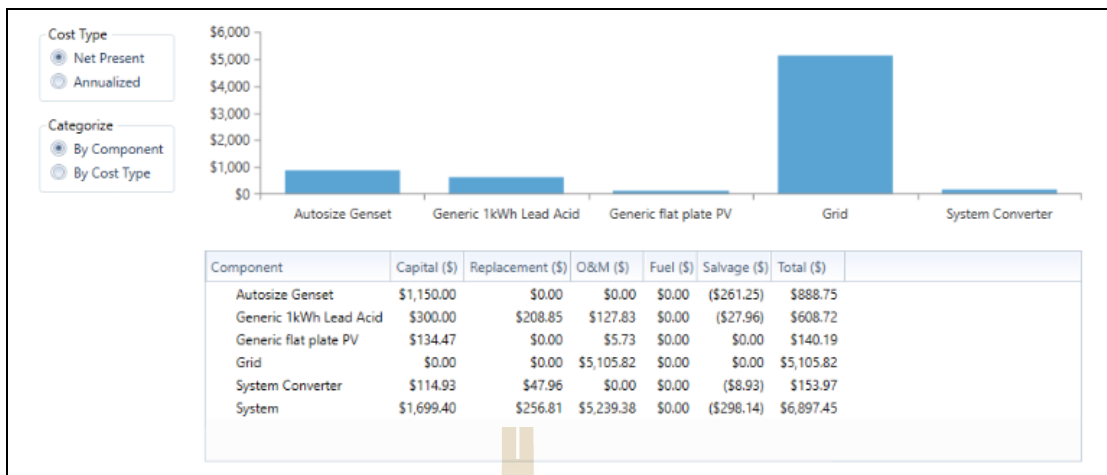 Cost Type
Net Present
Annualized
Categorize
By Component
By Cost Type
$6,000
$5,000
$4,000
$3,000
$2,000
$1,000
$0
Autosize Genset Generic 1kWh Lead Acid Generic flat plate PV Grid System Converter
Component Capital ($) Replacement ($) O&M ($) Fuel ($) Salvage ($) Total ($)
Autosize Genset $1,150.00 $0.00 $0.00 $0.00 ($261.25) $888.75
Generic 1kWh Lead Acid $300.00 $208.85 $127.83 $0.00 ($27.96) $608.72
Generic flat plate PV $134.47 $0.00 $5.73 $0.00 $0.00 $140.19
Grid $0.00 $0.00 $5,105.82 $0.00 $0.00 $5,105.82
System Converter $114.93 $47.96 $0.00 $0.00 ($8.93) $153.97
System $1,699.40 $256.81 $5,239.38 $0.00 ($298.14) $6,897.45